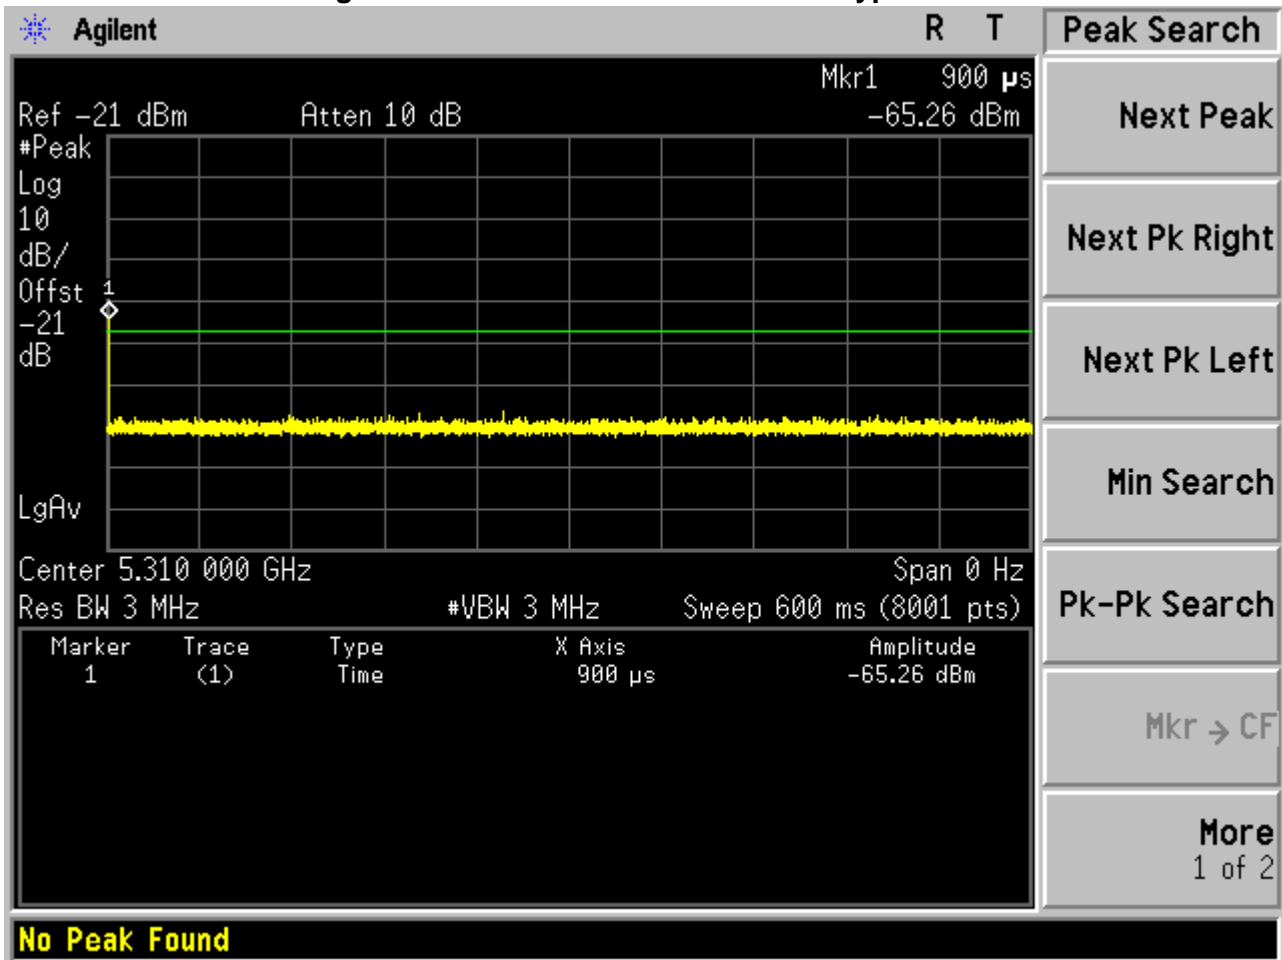 Agilent R T Peak Search
Mkr1 900 µs
Ref -21 dBm Atten 10 dB -65.26 dBm
#Peak
Log
10
dB/
Offst
-21
dB
1
LgAv
Center 5.310 000 GHz Span 0 Hz
Res BW 3 MHz #VBW 3 MHz Sweep 600 ms (8001 pts)
Marker Trace Type X Axis Amplitude
1 (1) Time 900 µs -65.26 dBm
Next Peak
Next Pk Right
Next Pk Left
Min Search
Pk-Pk Search
Mkr → CF
More
1 of 2
No Peak Found